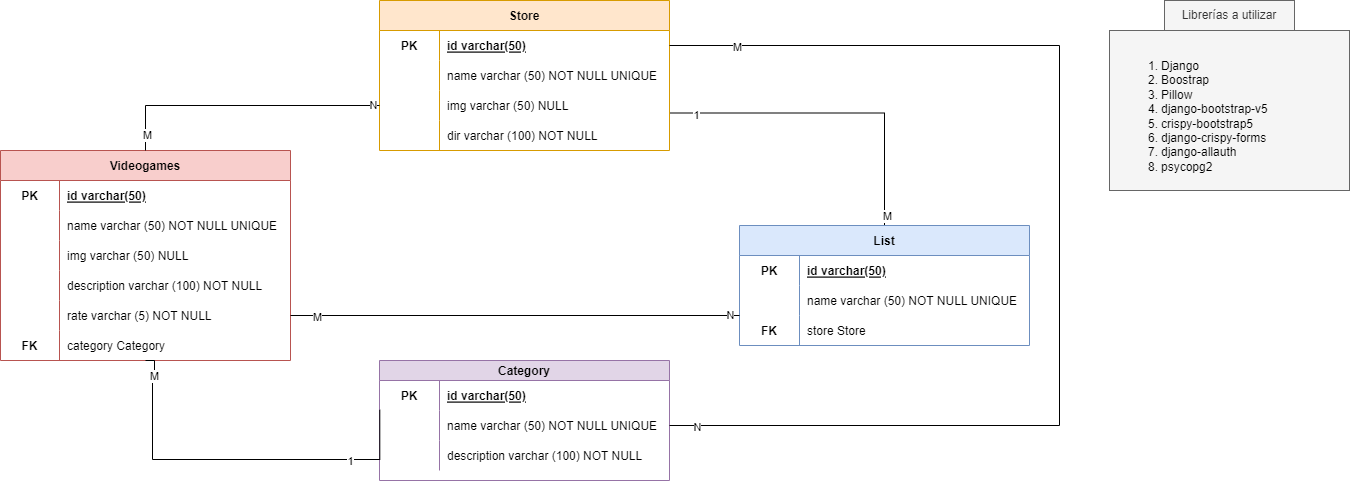 Store
PK id varchar(50)
name varchar (50) NOT NULL UNIQUE
img varchar (50) NULL
dir varchar (100) NOT NULL
M
N
1
M
Videogames
PK id varchar(50)
name varchar (50) NOT NULL UNIQUE
img varchar (50) NULL
description varchar (100) NOT NULL
rate varchar (5) NOT NULL
FK category Category
M
N
M
List
PK id varchar(50)
name varchar (50) NOT NULL UNIQUE
FK store Store
M
1
Category
PK id varchar(50)
name varchar (50) NOT NULL UNIQUE
description varchar (100) NOT NULL
N
Librerías a utilizar
1. Django
2. Boostrap
3. Pillow
4. django-bootstrap-v5
5. crispy-bootstrap5
6. django-crispy-forms
7. django-allauth
8. psycopg2